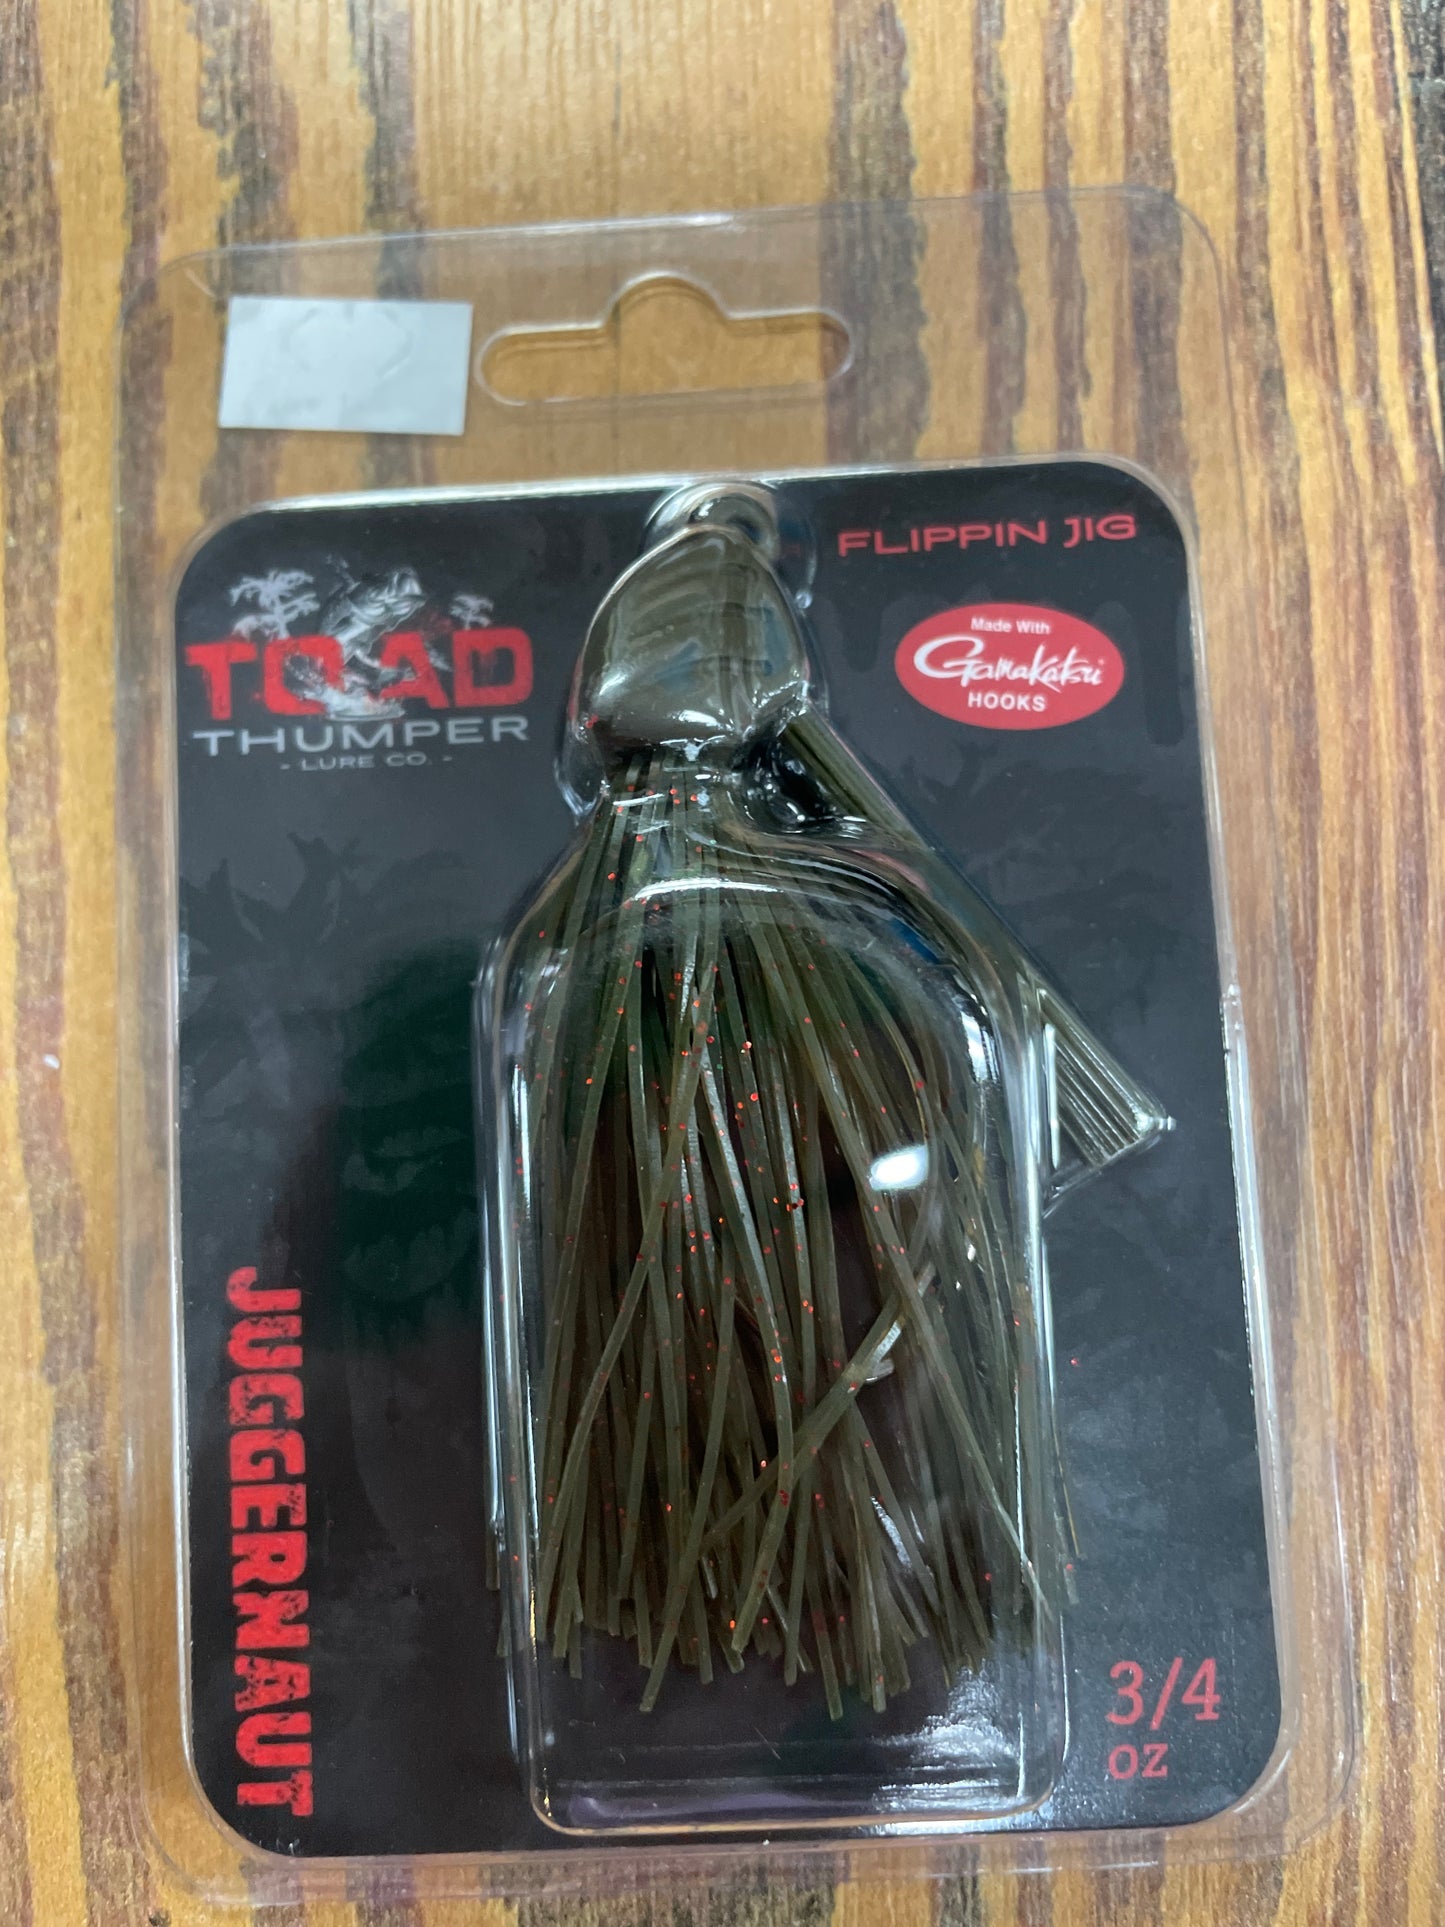 TOAD
THUMPER
- LURE CO. -
FLIPPIN JIG
Made With
Gamakatsu
HOOKS
JUGGERNAUT
3/4
oz